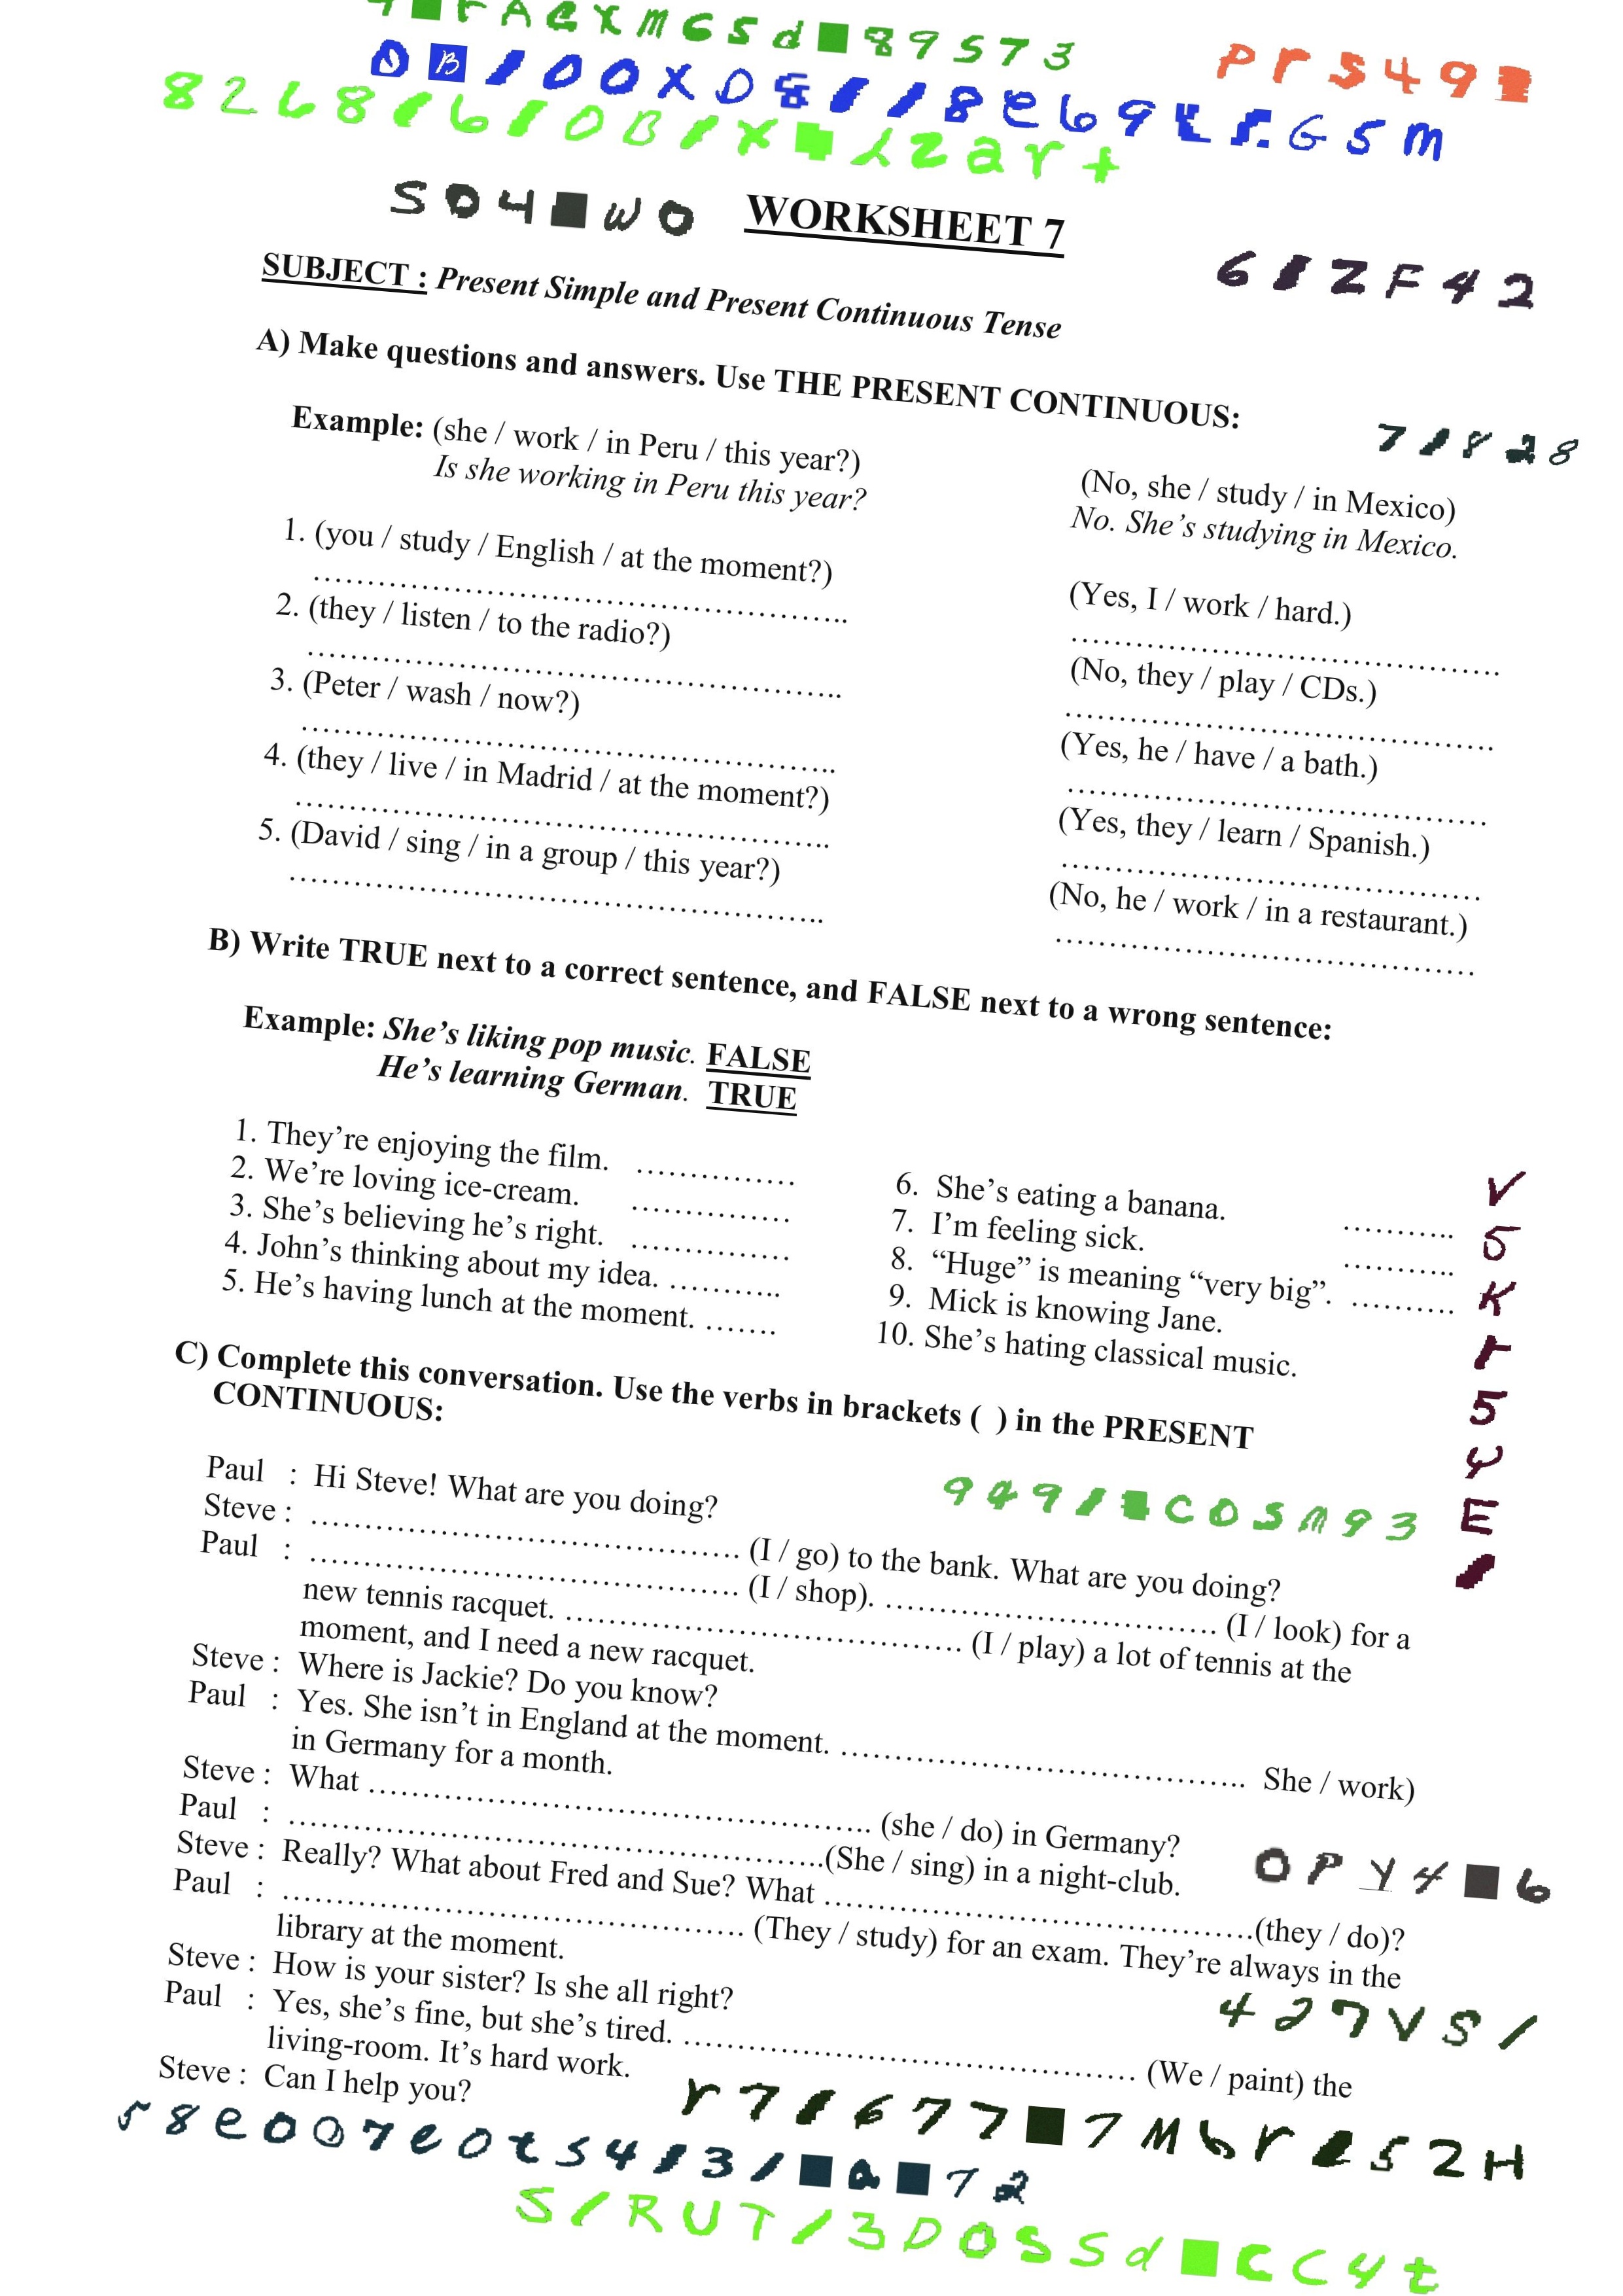 WORKSHEET 7
SUBJECT : Present Simple and Present Continuous Tense
A) Make questions and answers. Use THE PRESENT CONTINUOUS:
Example: (she / work / in Peru / this year?)
(No, she / study / in Mexico)
Is she working in Peru this year?
No. She's studying in Mexico.
1. (you / study / English / at the moment?)
(Yes, I / work / hard.)
2. (they / listen / to the radio?)
(No, they / play / CDs.)
3. (Peter / wash / now?)
(Yes, he / have / a bath.)
4. (they / live / in Madrid / at the moment?)
(Yes, they / learn / Spanish.)
5. (David / sing / in a group / this year?)
(No, he / work / in a restaurant.)
B) Write TRUE next to a correct sentence, and FALSE next to a wrong sentence:
Example: She's liking pop music. FALSE
He's learning German. TRUE
1. They're enjoying the film. ……………
2. We're loving ice-cream. ……………
3. She's believing he's right. ……………
4. John's thinking about my idea. ………..
5. He's having lunch at the moment. …….
6. She's eating a banana. ………..
7. I'm feeling sick. ………..
8. “Huge” is meaning “very big”. ……….
9. Mick is knowing Jane.
10. She's hating classical music.
C) Complete this conversation. Use the verbs in brackets ( ) in the PRESENT
CONTINUOUS:
Paul : Hi Steve! What are you doing?
Steve : …………………………………. (I / go) to the bank. What are you doing?
Paul : …………………………………. (I / shop). …………………………. (I / look) for a
new tennis racquet. ………………………………. (I / play) a lot of tennis at the
moment, and I need a new racquet.
Steve : Where is Jackie? Do you know?
Paul : Yes. She isn't in England at the moment. ……………………………….. She / work)
in Germany for a month.
Steve : What ……………………………………….. (she / do) in Germany?
Paul : …………………………………………..(She / sing) in a night-club.
Steve : Really? What about Fred and Sue? What ………………………………….(they / do)?
Paul : ……………………………………. (They / study) for an exam. They're always in the
library at the moment.
Steve : How is your sister? Is she all right?
Paul : Yes, she's fine, but she's tired. …………………………………… (We / paint) the
living-room. It's hard work.
Steve : Can I help you?